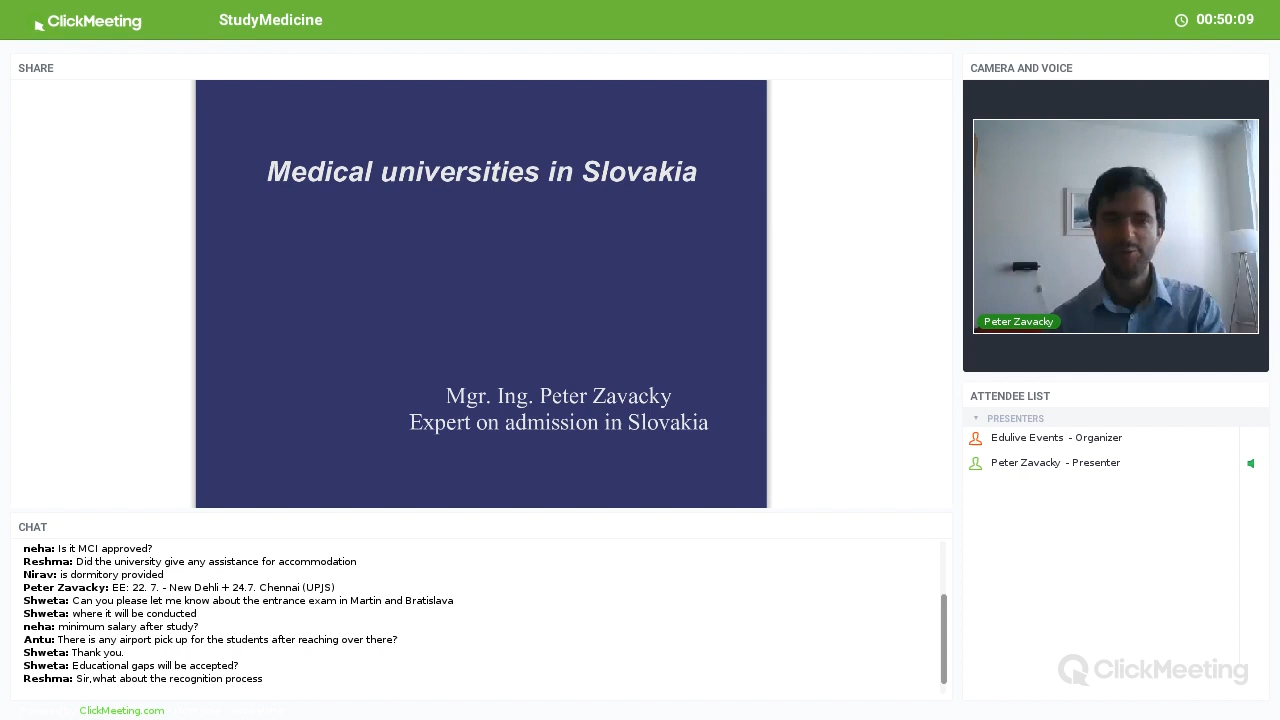 ClickMeeting
StudyMedicine
00:50:09
SHARE
Medical universities in Slovakia
Mgr. Ing. Peter Zavacky
Expert on admission in Slovakia
CAMERA AND VOICE
Peter Zavacky
ATTENDEE LIST
PRESENTERS
Edulive Events - Organizer
Peter Zavacky - Presenter
CHAT
neha: Is it MCI approved?
Reshma: Did the university give any assistance for accommodation
Nirav: is dormitory provided
Peter Zavacky: EE: 22. 7. - New Dehli + 24.7. Chennai (UPJS)
Shweta: Can you please let me know about the entrance exam in Martin and Bratislava
Shweta: where it will be conducted
neha: minimum salary after study?
Antu: There is any airport pick up for the students after reaching over there?
Shweta: Thank you.
Shweta: Educational gaps will be accepted?
Reshma: Sir,what about the recognition process
ClickMeeting
ClickMeeting.com